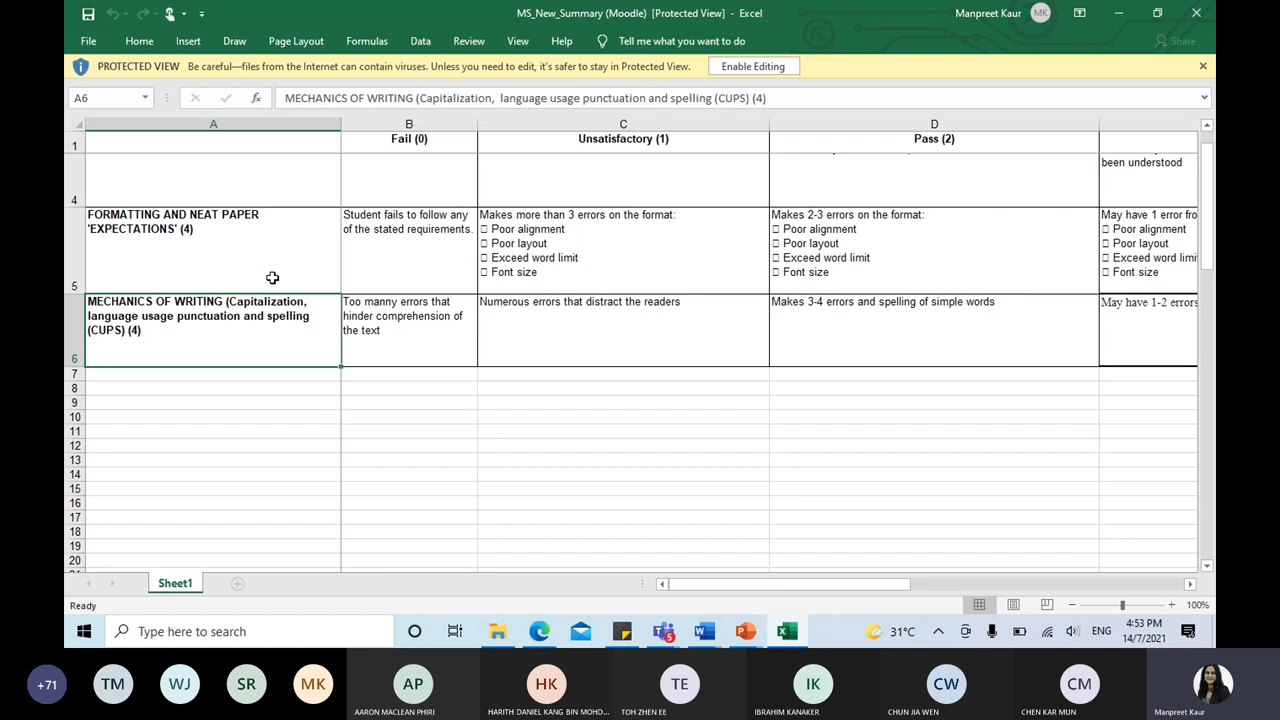 MS_New_Summary (Moodle) [Protected View] - Excel
Manpreet Kaur MK
File Home Insert Draw Page Layout Formulas Data Review View Help Tell me what you want to do Share
PROTECTED VIEW Be careful—files from the Internet can contain viruses. Unless you need to edit, it's safer to stay in Protected View. Enable Editing
A6 fx MECHANICS OF WRITING (Capitalization, language usage punctuation and spelling (CUPS) (4)
A B C D
1 Fail (0) Unsatisfactory (1) Pass (2)
been understood
4
FORMATTING AND NEAT PAPER
'EXPECTATIONS' (4)
Student fails to follow any
of the stated requirements.
Makes more than 3 errors on the format:
Poor alignment
Poor layout
Exceed word limit
Font size
Makes 2-3 errors on the format:
Poor alignment
Poor layout
Exceed word limit
Font size
May have 1 error fro
Poor alignment
Poor layout
Exceed word limi
Font size
5
MECHANICS OF WRITING (Capitalization,
language usage punctuation and spelling
(CUPS) (4)
Too manny errors that
hinder comprehension of
the text
Numerous errors that distract the readers
Makes 3-4 errors and spelling of simple words
May have 1-2 errors
6
7
8
9
10
11
12
13
14
15
16
17
18
19
20
Sheet1
Ready 100%
Type here to search 5 31°C ENG 4:53 PM
14/7/2021
+71 TM WJ SR MK AP HK TE IK CW CM
AARON MACLEAN PHIRI HARITH DANIEL KANG BIN MOHD... TOH ZHEN EE IBRAHIM KANAKER CHUN JIA WEN CHEN KAR MUN Manpreet Kaur